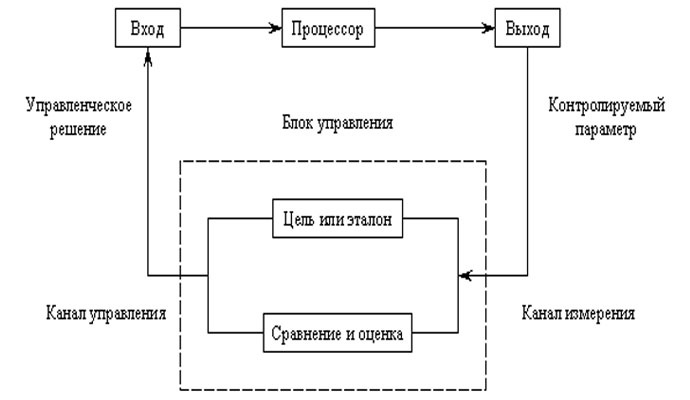 Вход
Процессор
Выход
Управленческое
решение
Блок управления
Контролируемый
параметр
Цель или эталон
Канал управления
Сравнение и оценка
Канал измерения